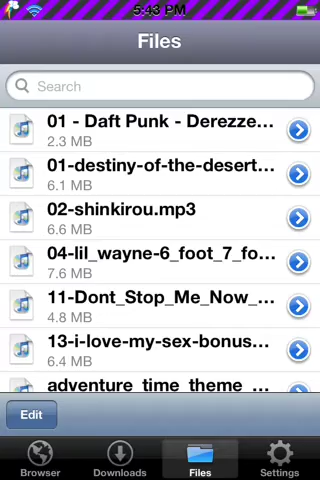 5:43 PM
Files
Search
01 - Daft Punk - Derezze...
2.3 MB
01-destiny-of-the-desert...
6.1 MB
02-shinkirou.mp3
6.6 MB
04-lil_wayne-6_foot_7_fo...
7.6 MB
11-Dont_Stop_Me_Now_...
4.8 MB
13-i-love-my-sex-bonus...
6.4 MB
adventure_time_theme_...
Edit
Browser Downloads Files Settings